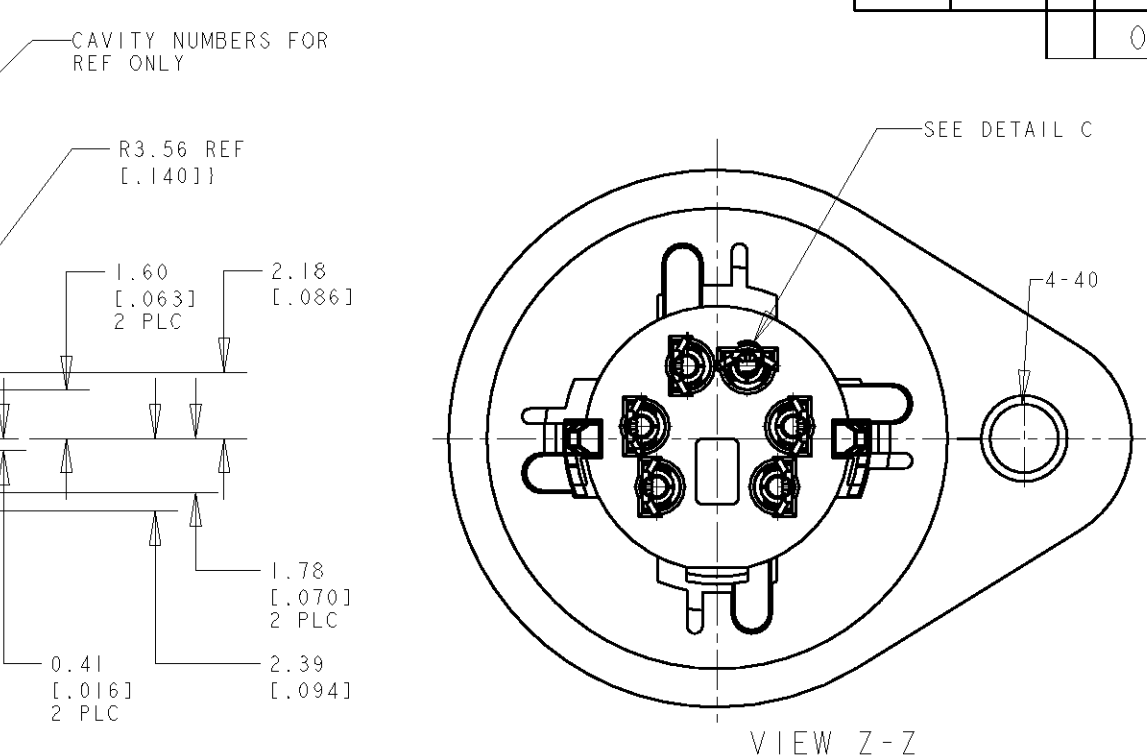 CAVITY NUMBERS FOR
REF ONLY
R3.56 REF
[.140]}
SEE DETAIL C
1.60
[.063]
2 PLC
2.18
[.086]
4-40
1.78
[.070]
2 PLC
0.41
[.016]
2 PLC
2.39
[.094]
VIEW Z-Z